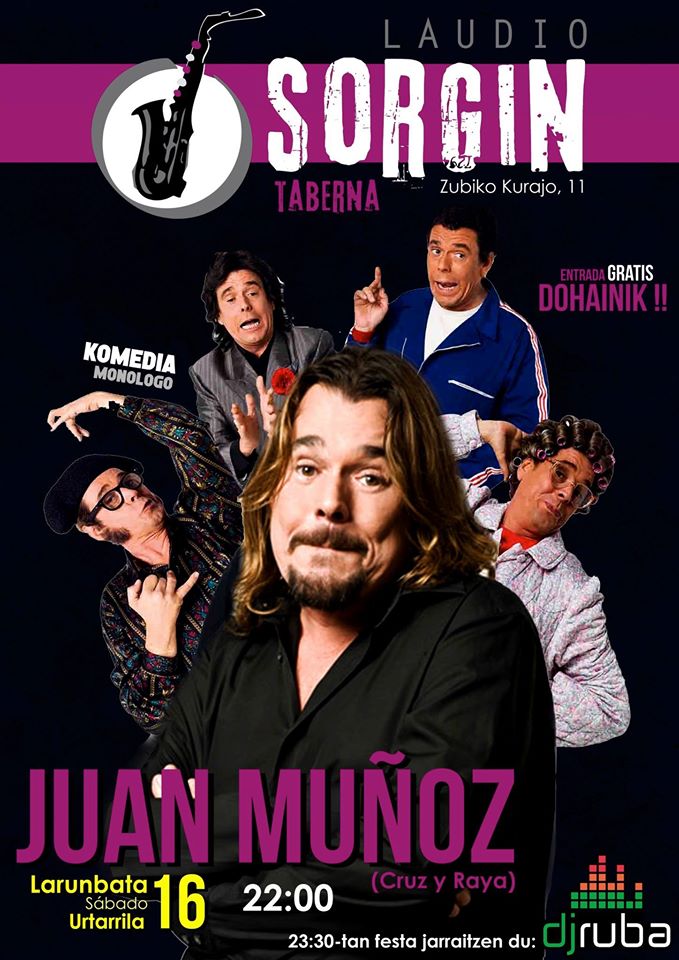 LAUDIO
SORGIN
TABERNA
Zubiko Kurajo, 11
ENTRADA GRATIS
DOHAINIK !!
KOMEDIA
MONOLOGO
JUAN MUÑOZ
(Cruz y Raya)
Larunbata
Sábado
Urtarrila
16
22:00
23:30-tan festa jarraitzen du:
djruba